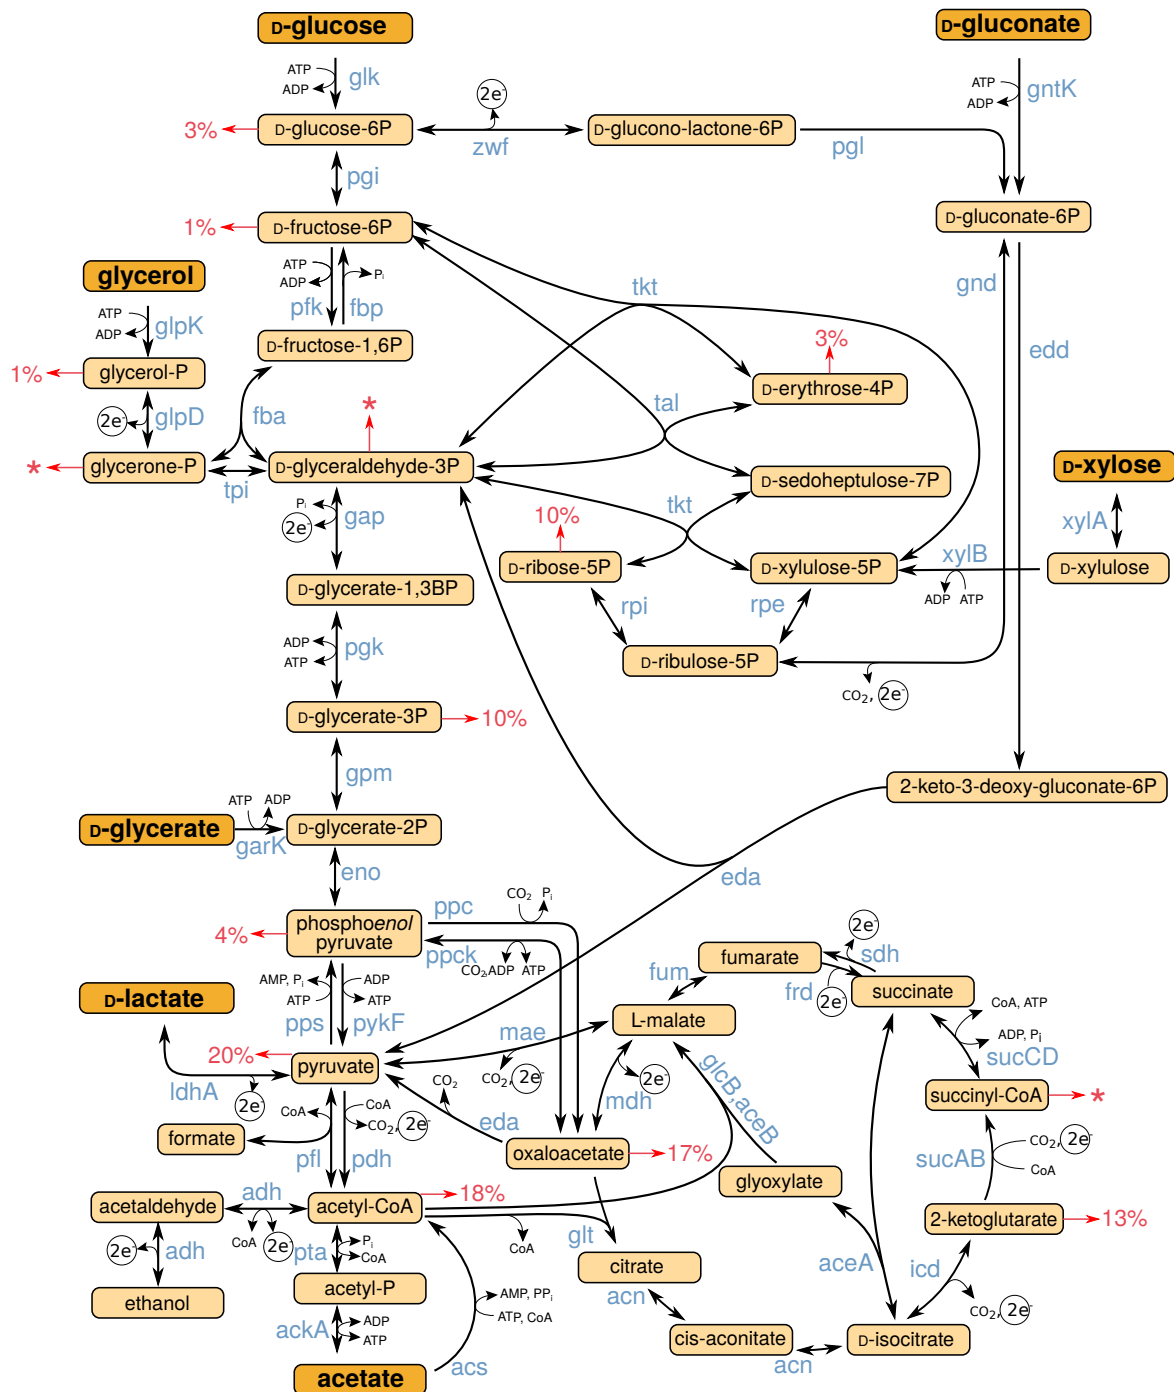 D-glucose
D-gluconate
ATP
ADP
glk
2e-
ATP
ADP
gntK
3%
D-glucose-6P
zwf
D-glucono-lactone-6P
pgl
pgi
1%
D-fructose-6P
D-gluconate-6P
glycerol
ATP
ADP
Pi
pfk
fbp
tkt
gnd
ATP
ADP
glpK
D-fructose-1,6P
3%
edd
1%
glycerol-P
D-erythrose-4P
2e-
glpD
fba
*
tal
*
glycerone-P
tpi
D-glyceraldehyde-3P
D-sedoheptulose-7P
D-xylose
Pi
2e-
gap
10%
tkt
xylA
D-ribose-5P
D-xylulose-5P
xylB
D-xylulose
D-glycerate-1,3BP
ADP
ATP
rpi
rpe
ADP
ATP
pgk
D-ribulose-5P
CO2, 2e-
D-glycerate-3P
10%
gpm
2-keto-3-deoxy-gluconate-6P
ATP
ADP
D-glycerate
garK
D-glycerate-2P
eno
eda
4%
phosphoenol
pyruvate
ppc
CO2
Pi
ppck
CO2,ADP
ATP
2e-
sdh
fumarate
fum
frd
2e-
succinate
AMP, Pi
ATP
ADP
ATP
pps
pykF
D-lactate
L-malate
CoA, ATP
ADP, Pi
sucCD
mae
20%
pyruvate
CO2, 2e-
ldhA
2e-
CO2
2e-
mdh
glcB,aceB
succinyl-CoA
*
CoA
CoA
CO2, 2e-
eda
formate
pfl
pdh
oxaloacetate
17%
sucAB
CO2, 2e-
CoA
glyoxylate
acetaldehyde
adh
acetyl-CoA
18%
2-ketoglutarate
13%
CoA
2e-
2e-
adh
pta
Pi
CoA
CoA
glt
citrate
aceA
icd
acetyl-P
ethanol
AMP, PPi
ATP, CoA
acn
CO2, 2e-
ackA
ADP
ATP
cis-aconitate
acn
D-isocitrate
acetate
acs